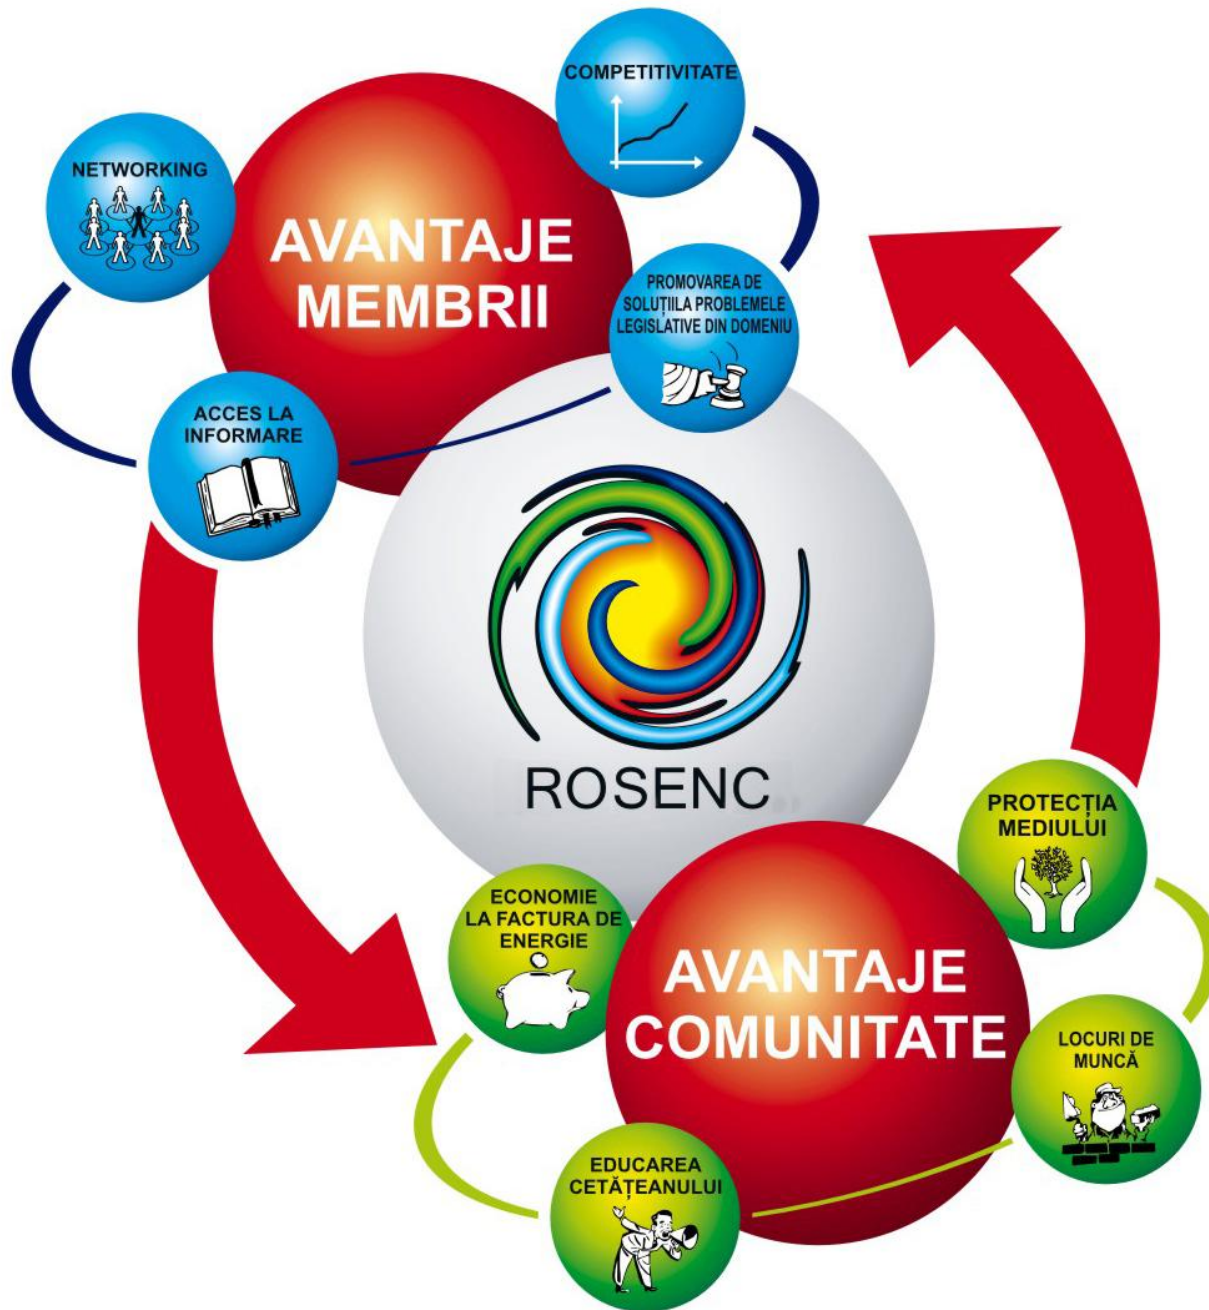 COMPETITIVITATE
NETWORKING
AVANTAJE
MEMBRII
PROMOVAREA DE
SOLUȚIILA PROBLEMELE
LEGISLATIVE DIN DOMENIU
ACCES LA
INFORMARE
ROSENC
PROTECȚIA
MEDIULUI
ECONOMIE
LA FACTURA DE
ENERGIE
AVANTAJE
COMUNITATE
LOCURI DE
MUNCĂ
EDUCAREA
CETĂȚEANULUI